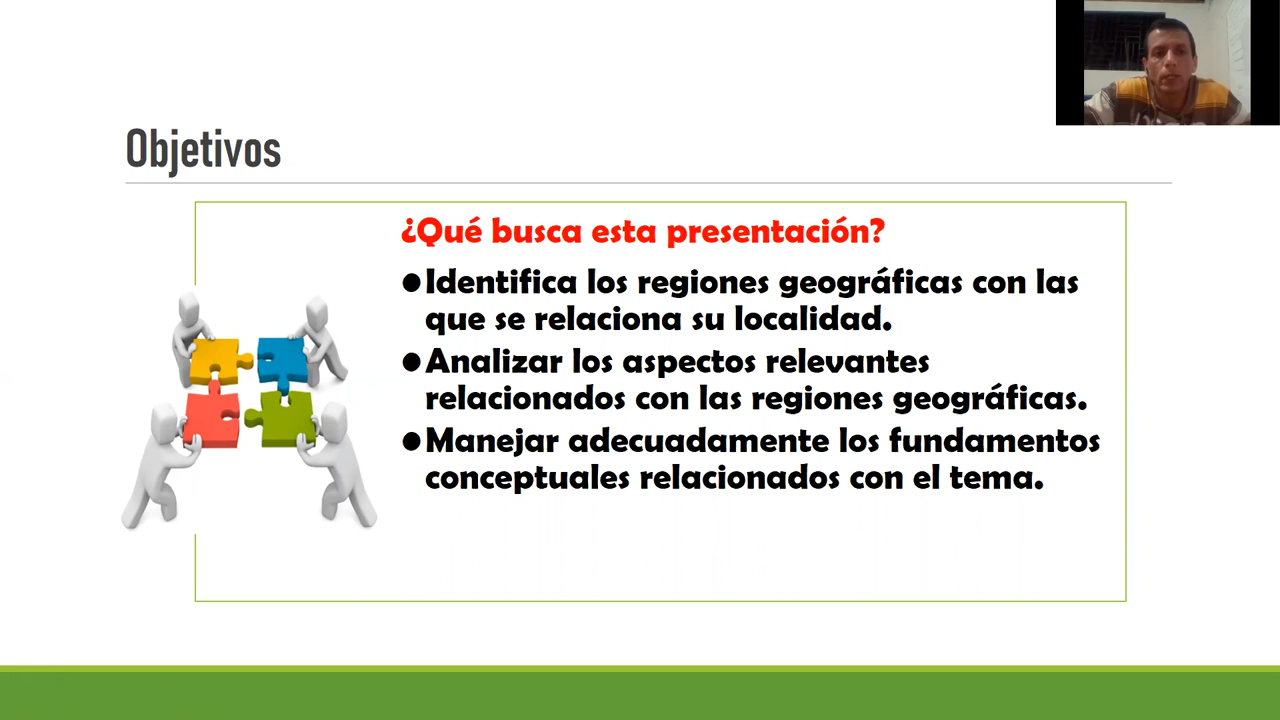 Objetivos
¿Qué busca esta presentación?
●Identifica los regiones geográficas con las
que se relaciona su localidad.
●Analizar los aspectos relevantes
relacionados con las regiones geográficas.
●Manejar adecuadamente los fundamentos
conceptuales relacionados con el tema.